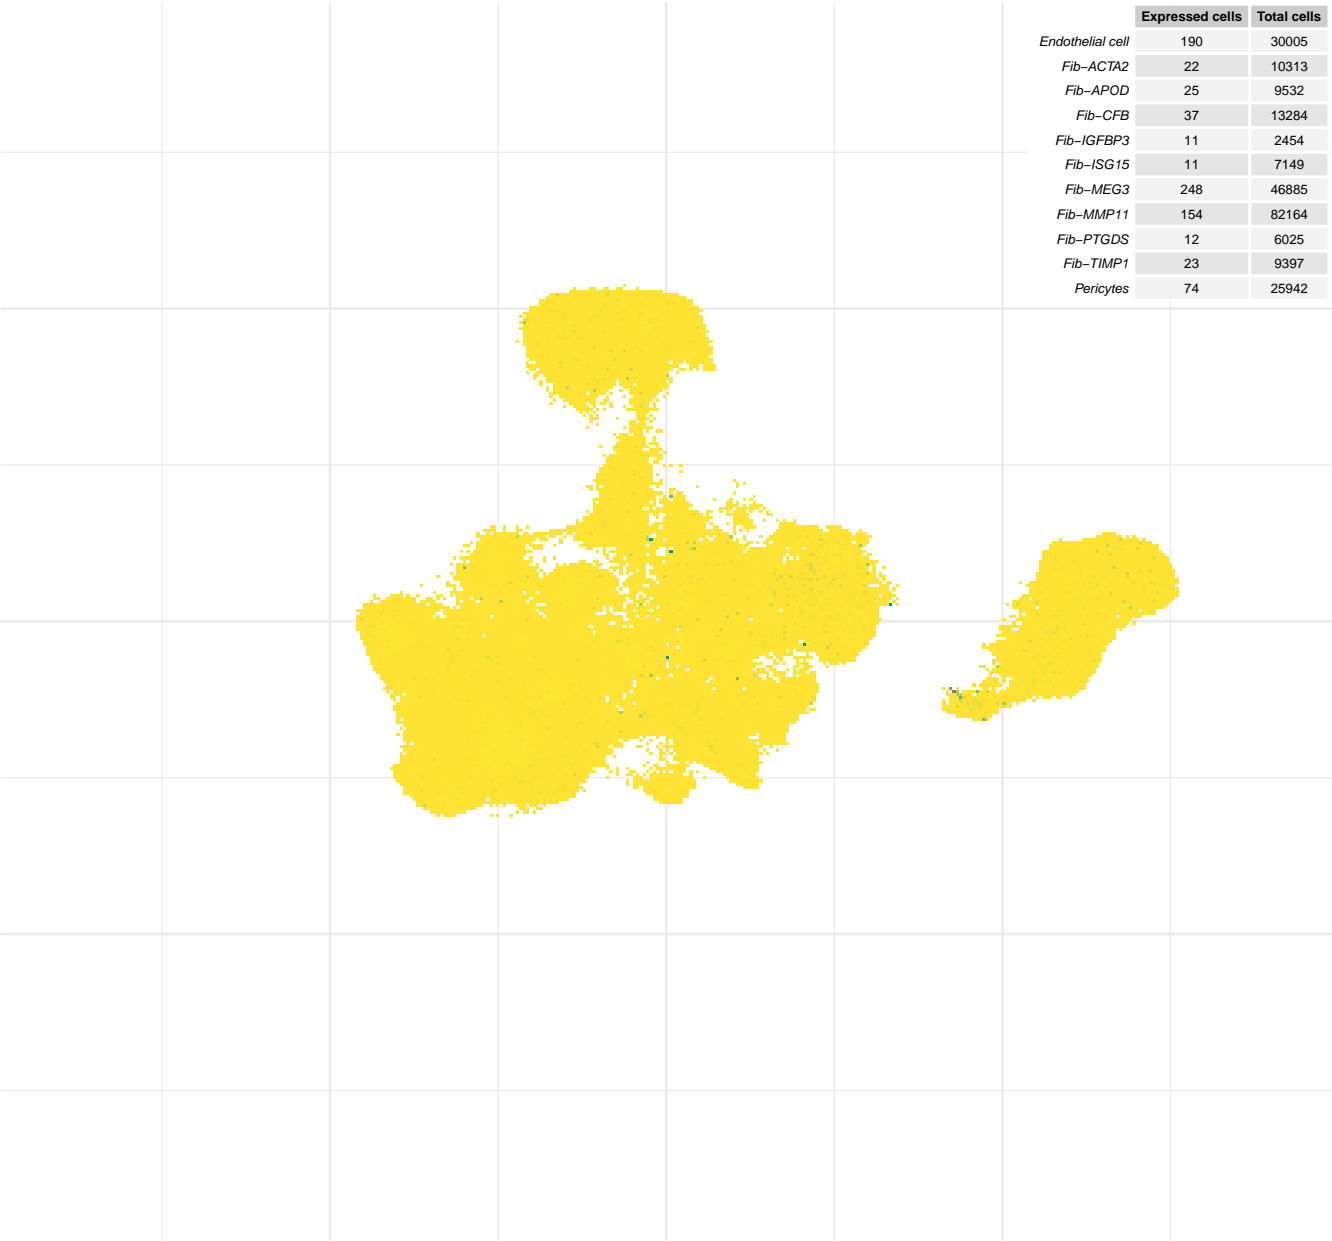 Expressed cells Total cells
Endothelial cell 190 30005
Fib−ACTA2 22 10313
Fib−APOD 25 9532
Fib−CFB 37 13284
Fib−IGFBP3 11 2454
Fib−ISG15 11 7149
Fib−MEG3 248 46885
Fib−MMP11 154 82164
Fib−PTGDS 12 6025
Fib−TIMP1 23 9397
Pericytes 74 25942